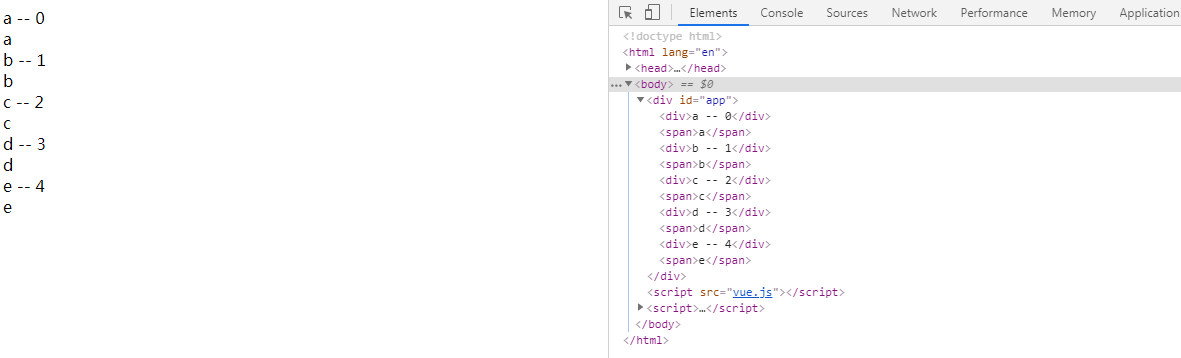 a -- 0
a
b -- 1
b
c -- 2
c
d -- 3
d
e -- 4
e
Elements Console Sources Network Performance Memory Application
<!doctype html>
<html lang="en">
<head>…</head>
… <body> == $0
<div id="app">
<div>a -- 0</div>
<span>a</span>
<div>b -- 1</div>
<span>b</span>
<div>c -- 2</div>
<span>c</span>
<div>d -- 3</div>
<span>d</span>
<div>e -- 4</div>
<span>e</span>
</div>
<script src="vue.js"></script>
<script>…</script>
</body>
</html>